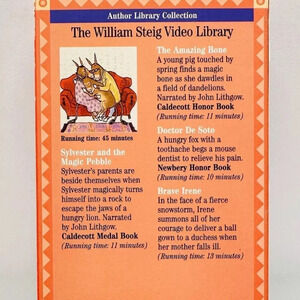 Author Library Collection
The William Steig Video Library
Running time: 45 minutes
Sylvester and the
Magic Pebble
Sylvester's parents are
beside themselves when
Sylvester magically turns
himself into a rock to
escape the jaws of a
hungry lion. Narrated
by John Lithgow.
Caldecott Medal Book
(Running time: 11 minutes)
The Amazing Bone
A young pig touched by
spring finds a magic
bone as she dawdles in
a field of dandelions.
Narrated by John Lithgow.
Caldecott Honor Book
(Running time: 11 minutes)
Doctor De Soto
A hungry fox with a
toothache begs a mouse
dentist to relieve his pain.
Newbery Honor Book
(Running time: 10 minutes)
Brave Irene
In the face of a fierce
snowstorm, Irene
summons all of her
courage to deliver a ball
gown to a duchess when
her mother falls ill.
(Running time: 13 minutes)